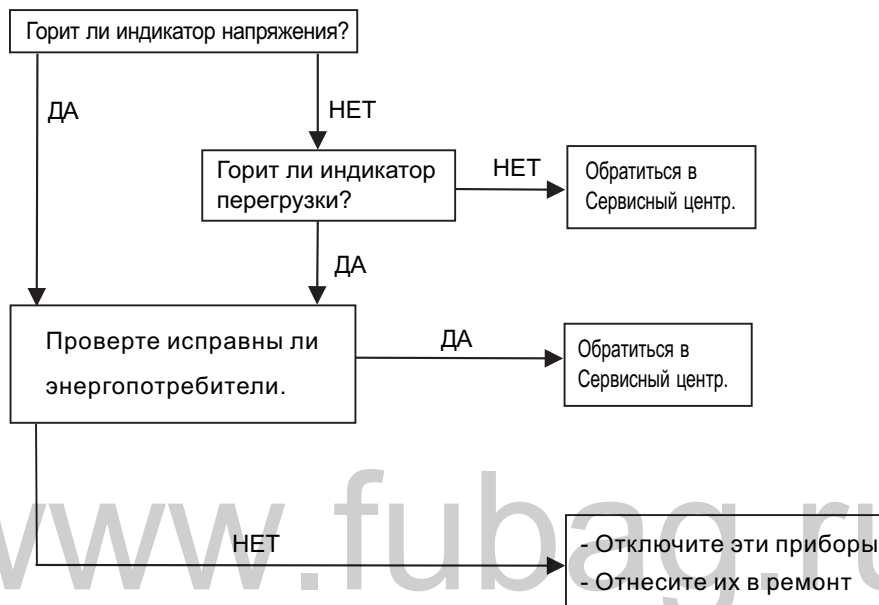 Горит ли индикатор напряжения?
ДА
НЕТ
Горит ли индикатор
перегрузки?
НЕТ
Обратиться в
Сервисный центр.
ДА
Проверте исправны ли
энергопотребители.
ДА
Обратиться в
Сервисный центр.
НЕТ
- Отключите эти приборы
- Отнесите их в ремонт
www.fubag.ru